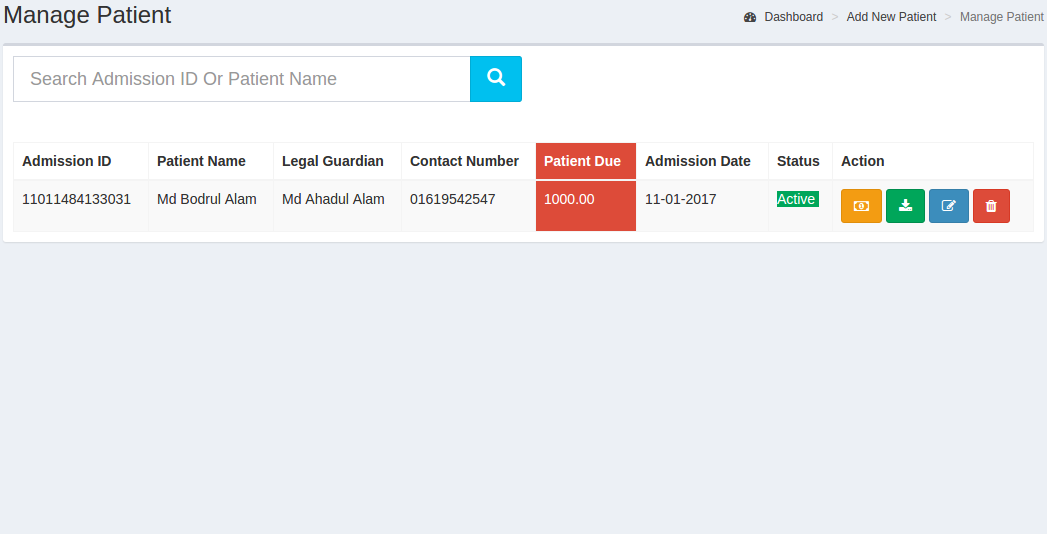 Manage Patient
Dashboard > Add New Patient > Manage Patient
Search Admission ID Or Patient Name
Admission ID Patient Name Legal Guardian Contact Number Patient Due Admission Date Status Action
11011484133031 Md Bodrul Alam Md Ahadul Alam 01619542547 1000.00 11-01-2017 Active